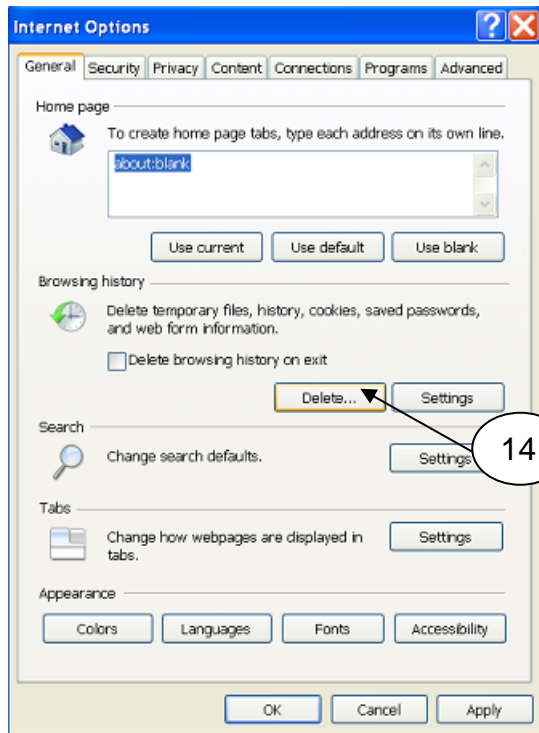 Internet Options
General Security Privacy Content Connections Programs Advanced
Home page
To create home page tabs, type each address on its own line.
about:blank
Use current Use default Use blank
Browsing history
Delete temporary files, history, cookies, saved passwords,
and web form information.
Delete browsing history on exit
Delete... Settings
Search
Change search defaults. Settings
14
Tabs
Change how webpages are displayed in Settings
tabs.
Appearance
Colors Languages Fonts Accessibility
OK Cancel Apply